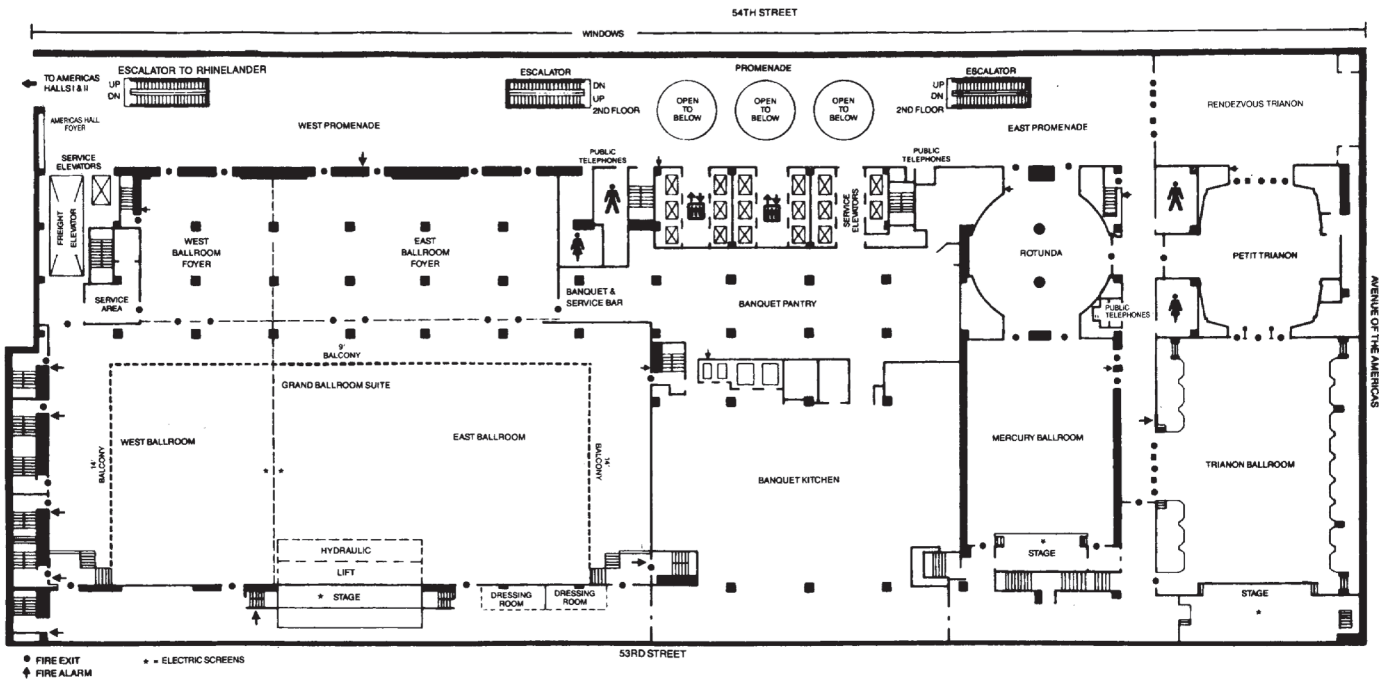 54TH STREET
WINDOWS
TO AMERICAS
HALLS I & II
ESCALATOR TO RHINELANDER
UP
DN
ESCALATOR
DN
UP
2ND FLOOR
PROMENADE
OPEN
TO
BELOW
OPEN
TO
BELOW
OPEN
TO
BELOW
ESCALATOR
UP
DN
2ND FLOOR
RENDEZVOUS TRIANON
AMERICAS HALL
FOYER
WEST PROMENADE
EAST PROMENADE
SERVICE
ELEVATORS
PUBLIC
TELEPHONES
PUBLIC
TELEPHONES
FREIGHT
ELEVATOR
WEST
BALLROOM
FOYER
EAST
BALLROOM
FOYER
SERVICE
ELEVATORS
ROTUNDA
PETIT TRIANON
SERVICE
AREA
BANQUET &
SERVICE BAR
BANQUET PANTRY
PUBLIC
TELEPHONES
AVENUE OF THE AMERICAS
9'
BALCONY
GRAND BALLROOM SUITE
WEST BALLROOM
EAST BALLROOM
14'
BALCONY
14'
BALCONY
MERCURY BALLROOM
TRIANON BALLROOM
* *
BANQUET KITCHEN
HYDRAULIC
LIFT
* STAGE
DRESSING
ROOM
DRESSING
ROOM
*
STAGE
STAGE
*
53RD STREET
FIRE EXIT
* = ELECTRIC SCREENS
FIRE ALARM